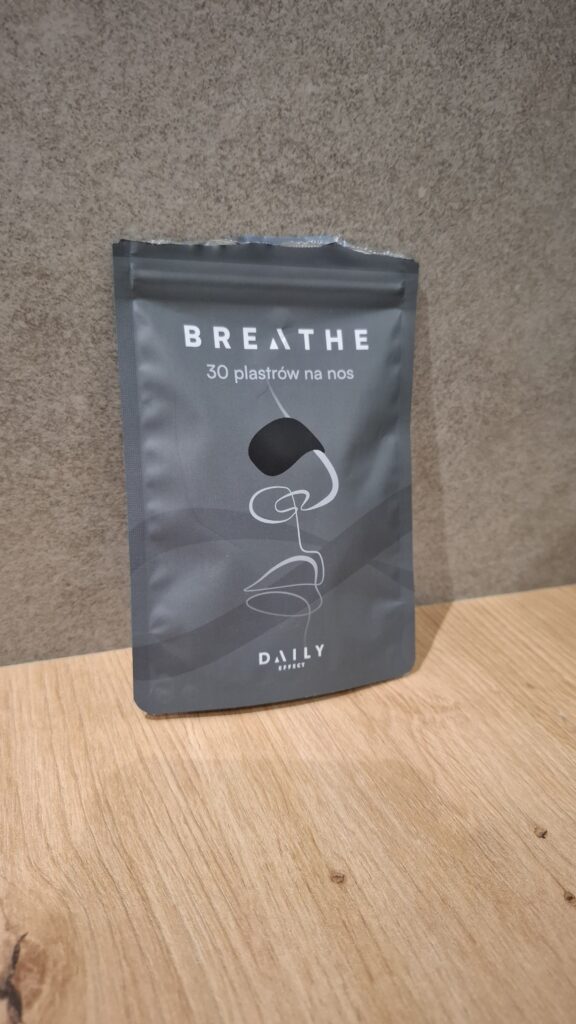 BREATHE
30 plastrów na nos
DAILY
EFFECT